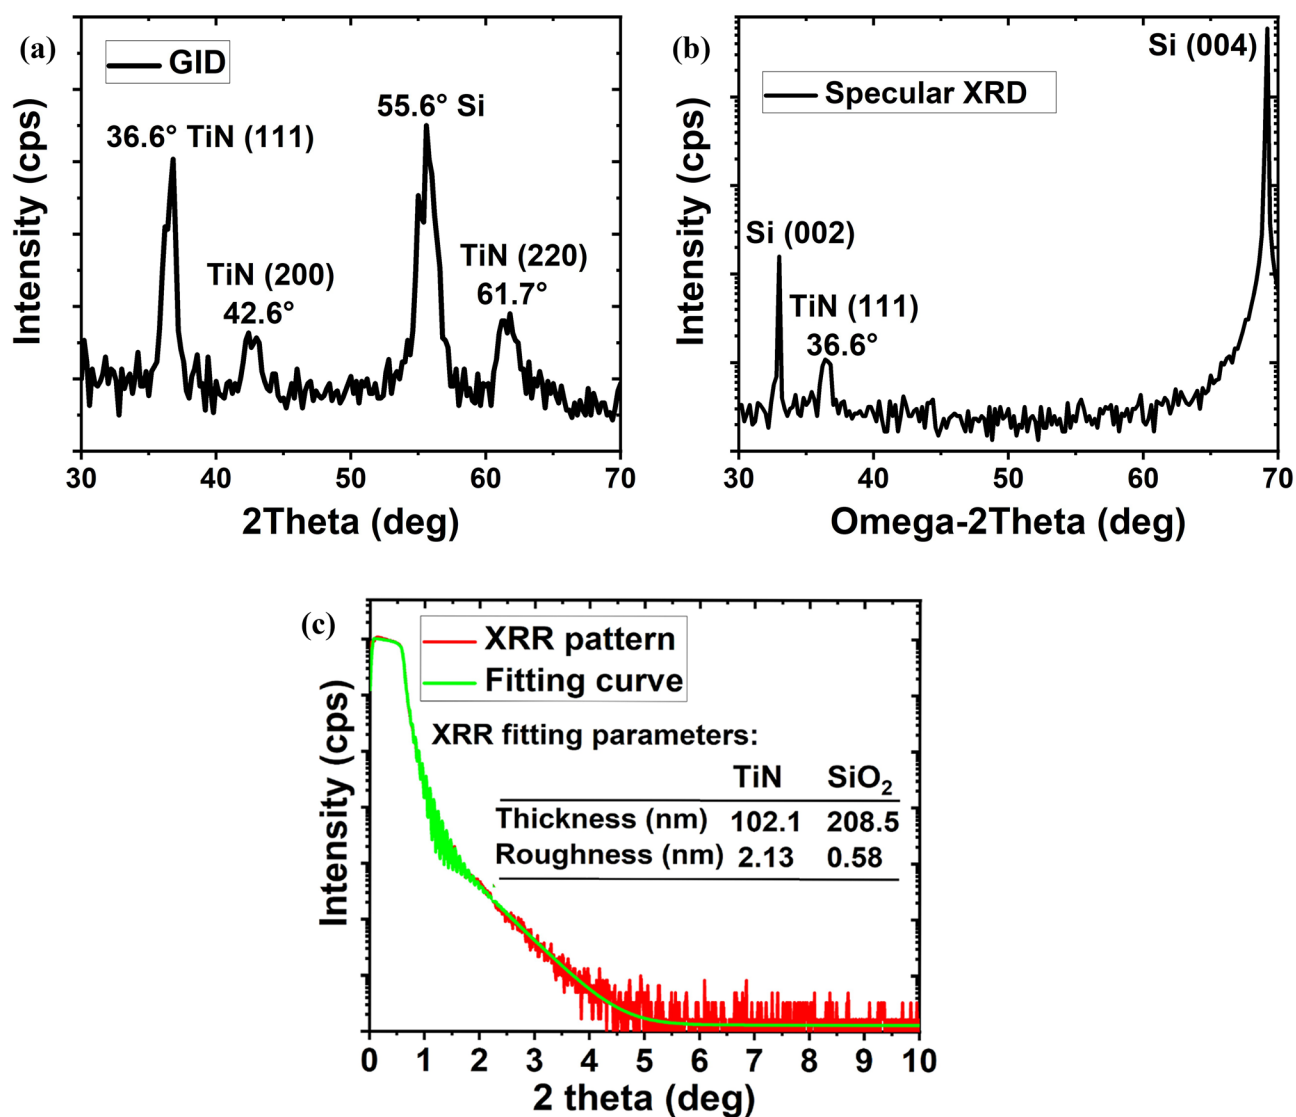 (a)
GID
36.6° TiN (111)
TiN (200)
42.6°
55.6° Si
TiN (220)
61.7°
Intensity (cps)
30 40 50 60 70
2Theta (deg)
(b)
Specular XRD
Si (004)
Si (002)
TiN (111)
36.6°
Intensity (cps)
30 40 50 60 70
Omega-2Theta (deg)
(c)
XRR pattern
Fitting curve
XRR fitting parameters:
TiN SiO₂
Thickness (nm) 102.1 208.5
Roughness (nm) 2.13 0.58
Intensity (cps)
0 1 2 3 4 5 6 7 8 9 10
2 theta (deg)